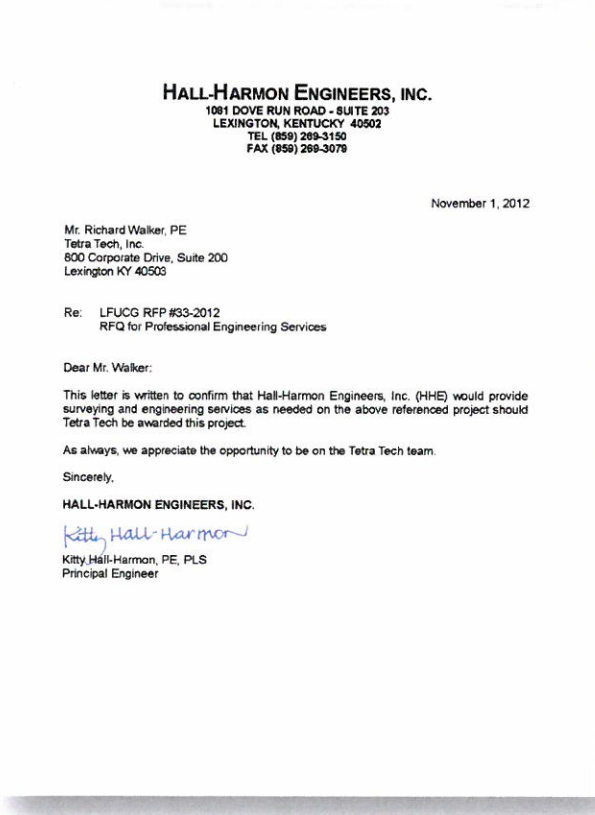 HALL-HARMON ENGINEERS, INC.
1081 DOVE RUN ROAD - SUITE 203
LEXINGTON, KENTUCKY 40502
TEL (859) 269-3150
FAX (859) 269-3079
November 1, 2012
Mr. Richard Walker, PE
Tetra Tech, Inc.
800 Corporate Drive, Suite 200
Lexington KY 40503
Re: LFUCG RFP #33-2012
RFQ for Professional Engineering Services
Dear Mr. Walker:
This letter is written to confirm that Hall-Harmon Engineers, Inc. (HHE) would provide
surveying and engineering services as needed on the above referenced project should
Tetra Tech be awarded this project.
As always, we appreciate the opportunity to be on the Tetra Tech team.
Sincerely,
HALL-HARMON ENGINEERS, INC.
Kitty Hall-Harmon
Kitty Hall-Harmon, PE, PLS
Principal Engineer